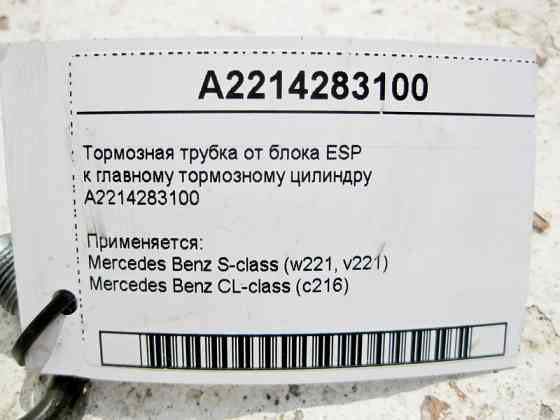 A2214283100
Тормозная трубка от блока ESP
к главному тормозному цилиндру
A2214283100
Применяется:
Mercedes Benz S-class (w221, v221)
Mercedes Benz CL-class (c216)